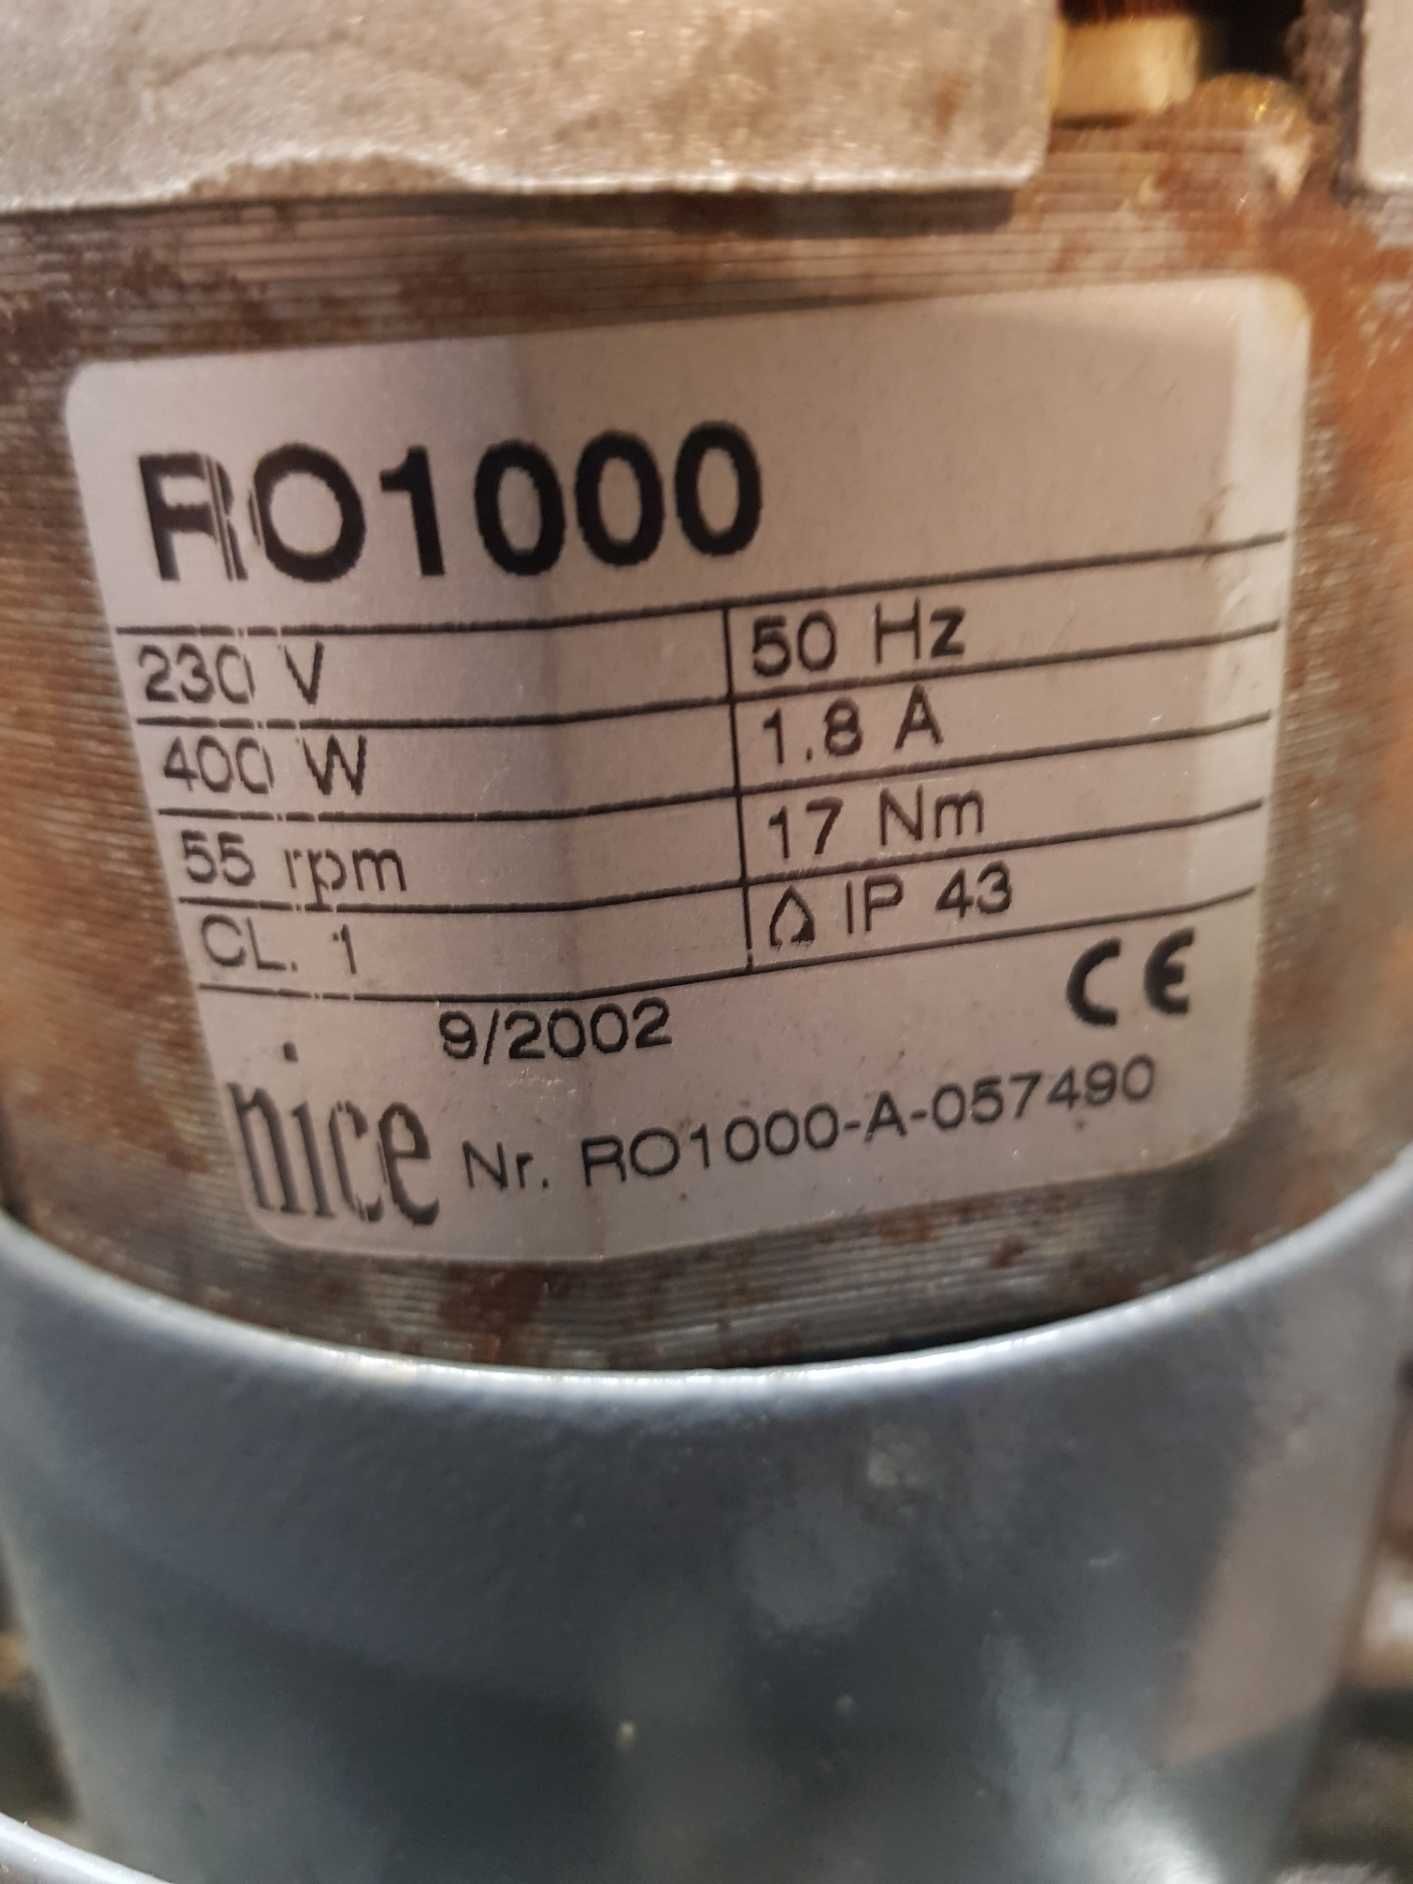 RO1000
230 V 50 Hz
400 W 1.8 A
55 rpm 17 Nm
CL. 1 IP 43
9/2002 CE
nice Nr. RO1000-A-057490